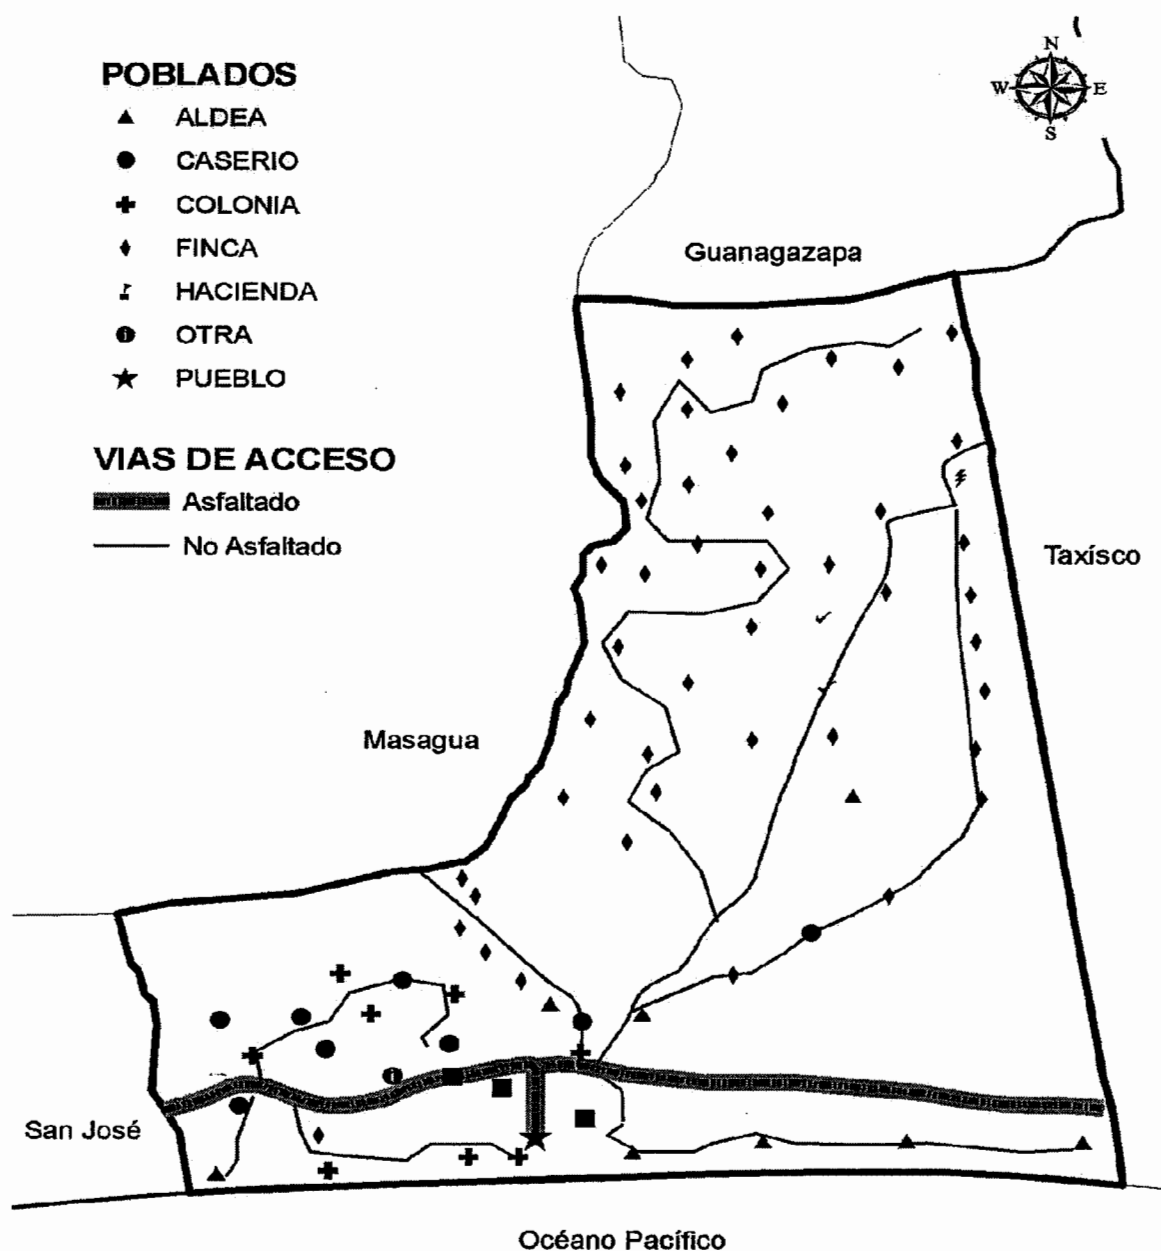 N
W E
S
POBLADOS
ALDEA
CASERIO
COLONIA
FINCA
HACIENDA
OTRA
PUEBLO
VIAS DE ACCESO
Asfaltado
No Asfaltado
Guanagazapa
Taxísco
Masagua
San José
Océano Pacífico